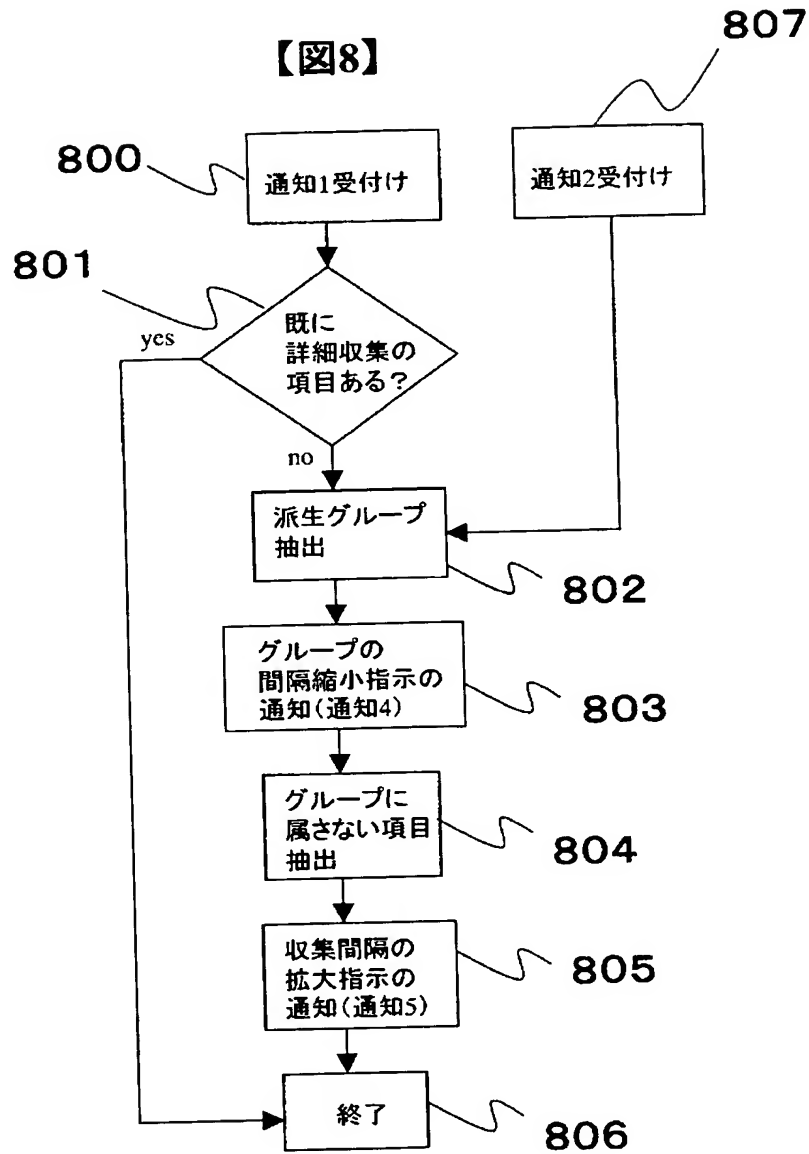 【図8】
807
800
通知1受付け
通知2受付け
801
yes
既に
詳細収集の
項目ある？
no
派生グループ
抽出
802
グループの
間隔縮小指示の
通知(通知4)
803
グループに
属さない項目
抽出
804
収集間隔の
拡大指示の
通知(通知5)
805
終了
806